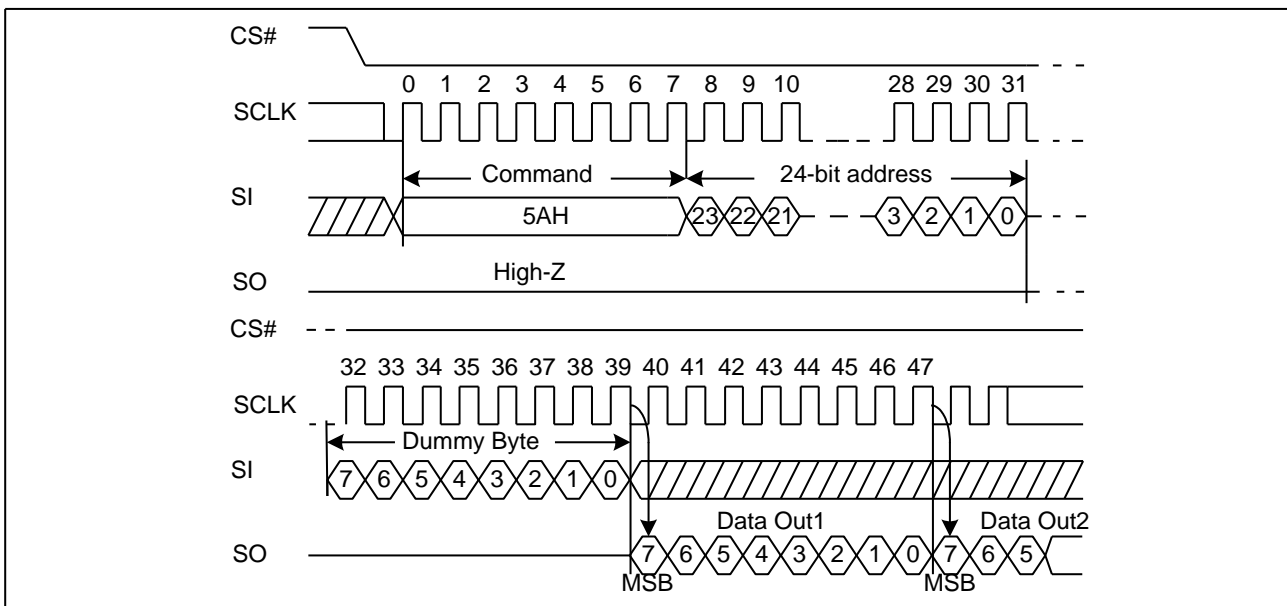 CS#
0 1 2 3 4 5 6 7 8 9 10 28 29 30 31
SCLK
Command 24-bit address
SI
5AH 23 22 21 3 2 1 0
High-Z
SO
CS#
32 33 34 35 36 37 38 39 40 41 42 43 44 45 46 47
SCLK
Dummy Byte
SI
7 6 5 4 3 2 1 0
Data Out1 Data Out2
SO
7 6 5 4 3 2 1 0 7 6 5
MSB MSB